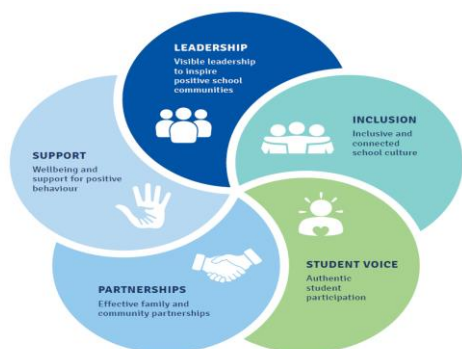 LEADERSHIP
Visible leadership
to inspire
positive school
communities
INCLUSION
Inclusive and
connected
school culture
STUDENT VOICE
Authentic
student
participation
PARTNERSHIPS
Effective family and
community partnerships
SUPPORT
Wellbeing and
support for positive
behaviour